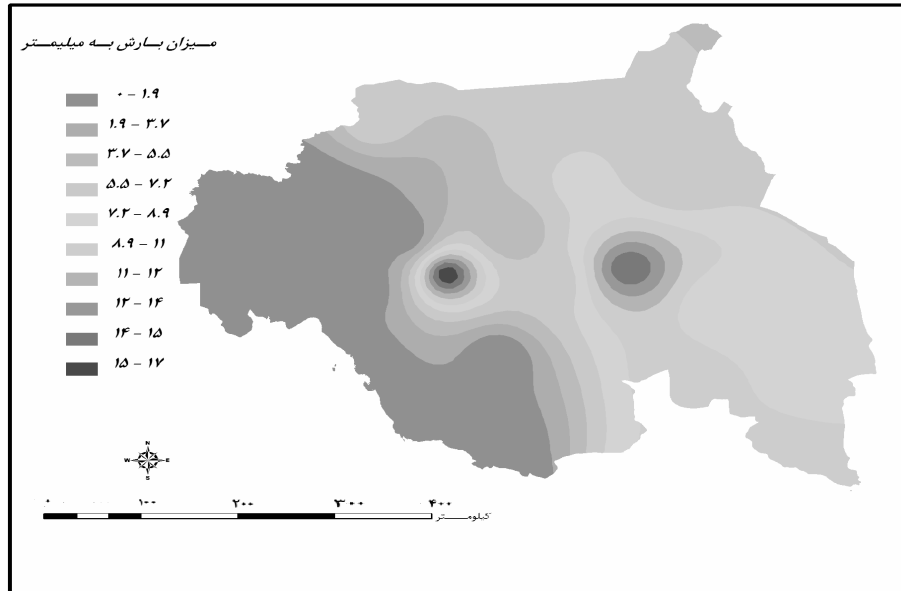 میزان بارش به میلیمتر
۰ - ۱.۹
۱.۹ - ۳.۷
۳.۷ - ۵.۵
۵.۵ - ۷.۲
۷.۲ - ۸.۹
۸.۹ - ۱۱
۱۱ - ۱۲
۱۲ - ۱۴
۱۴ - ۱۵
۱۵ - ۱۷
N
W E
S
۰ ۱۰۰ ۲۰۰ ۳۰۰ ۴۰۰
کیلومتر